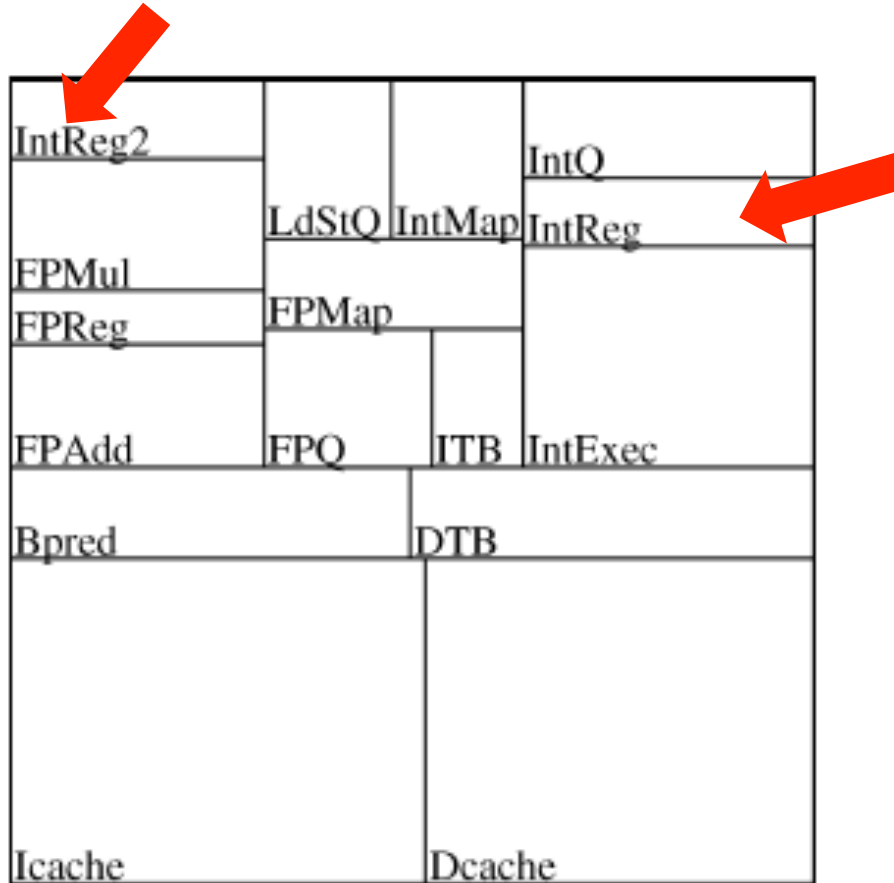 IntReg2
IntQ
LdStQ IntMap IntReg
FPMul
FPReg
FPMap
FPAdd FPQ ITB IntExec
Bpred DTB
Icache Dcache